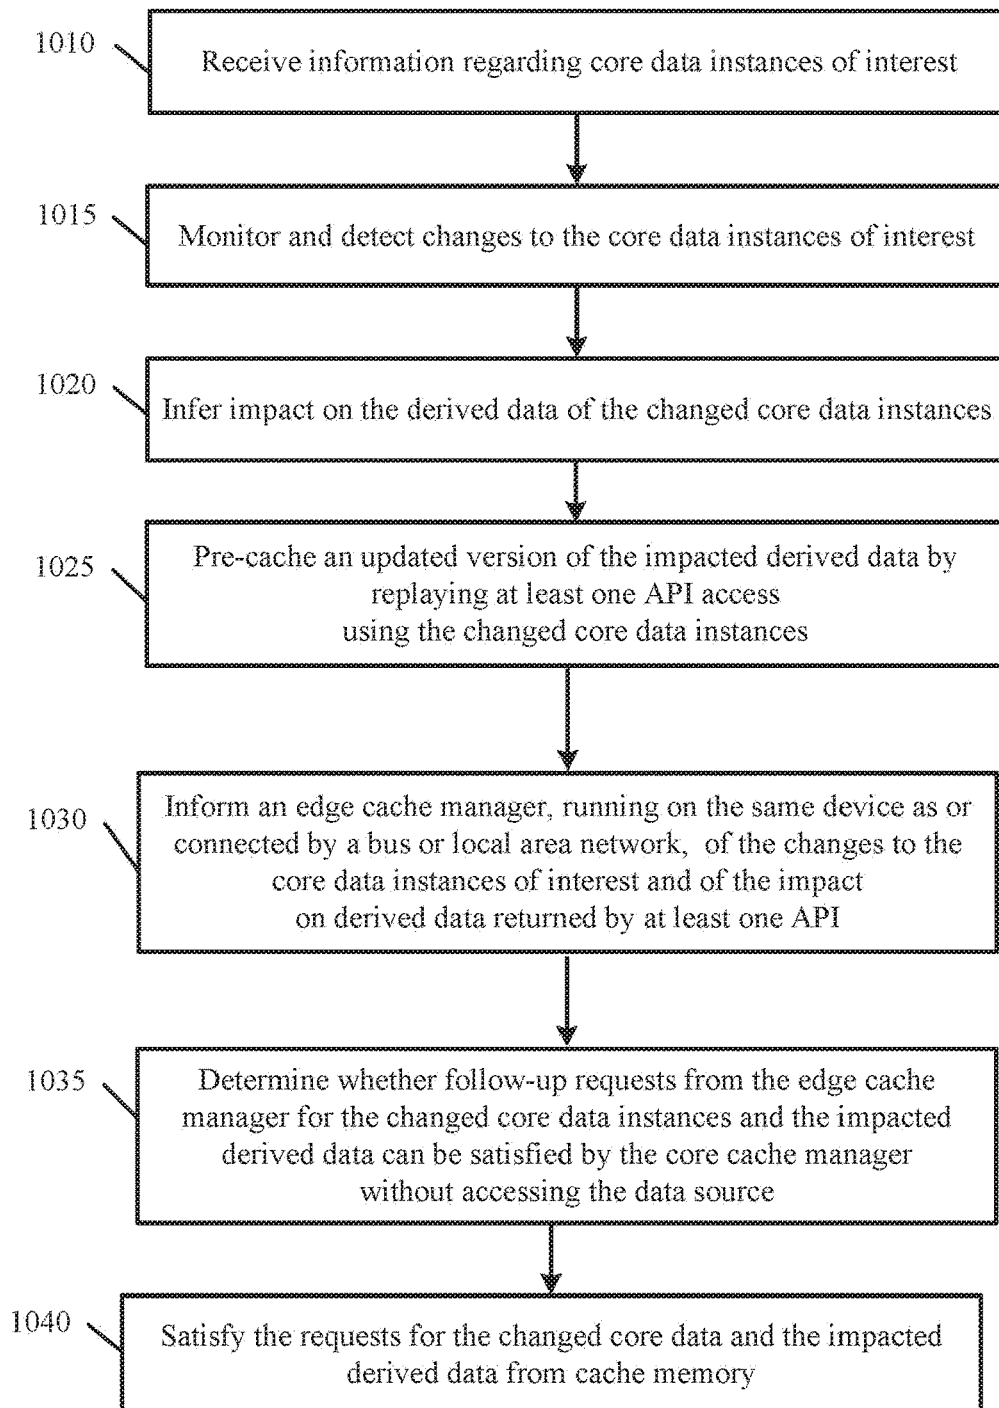 1010
Receive information regarding core data instances of interest
1015
Monitor and detect changes to the core data instances of interest
1020
Infer impact on the derived data of the changed core data instances
1025
Pre-cache an updated version of the impacted derived data by
replaying at least one API access
using the changed core data instances
1030
Inform an edge cache manager, running on the same device as or
connected by a bus or local area network, of the changes to the
core data instances of interest and of the impact
on derived data returned by at least one API
1035
Determine whether follow-up requests from the edge cache
manager for the changed core data instances and the impacted
derived data can be satisfied by the core cache manager
without accessing the data source
1040
Satisfy the requests for the changed core data and the impacted
derived data from cache memory